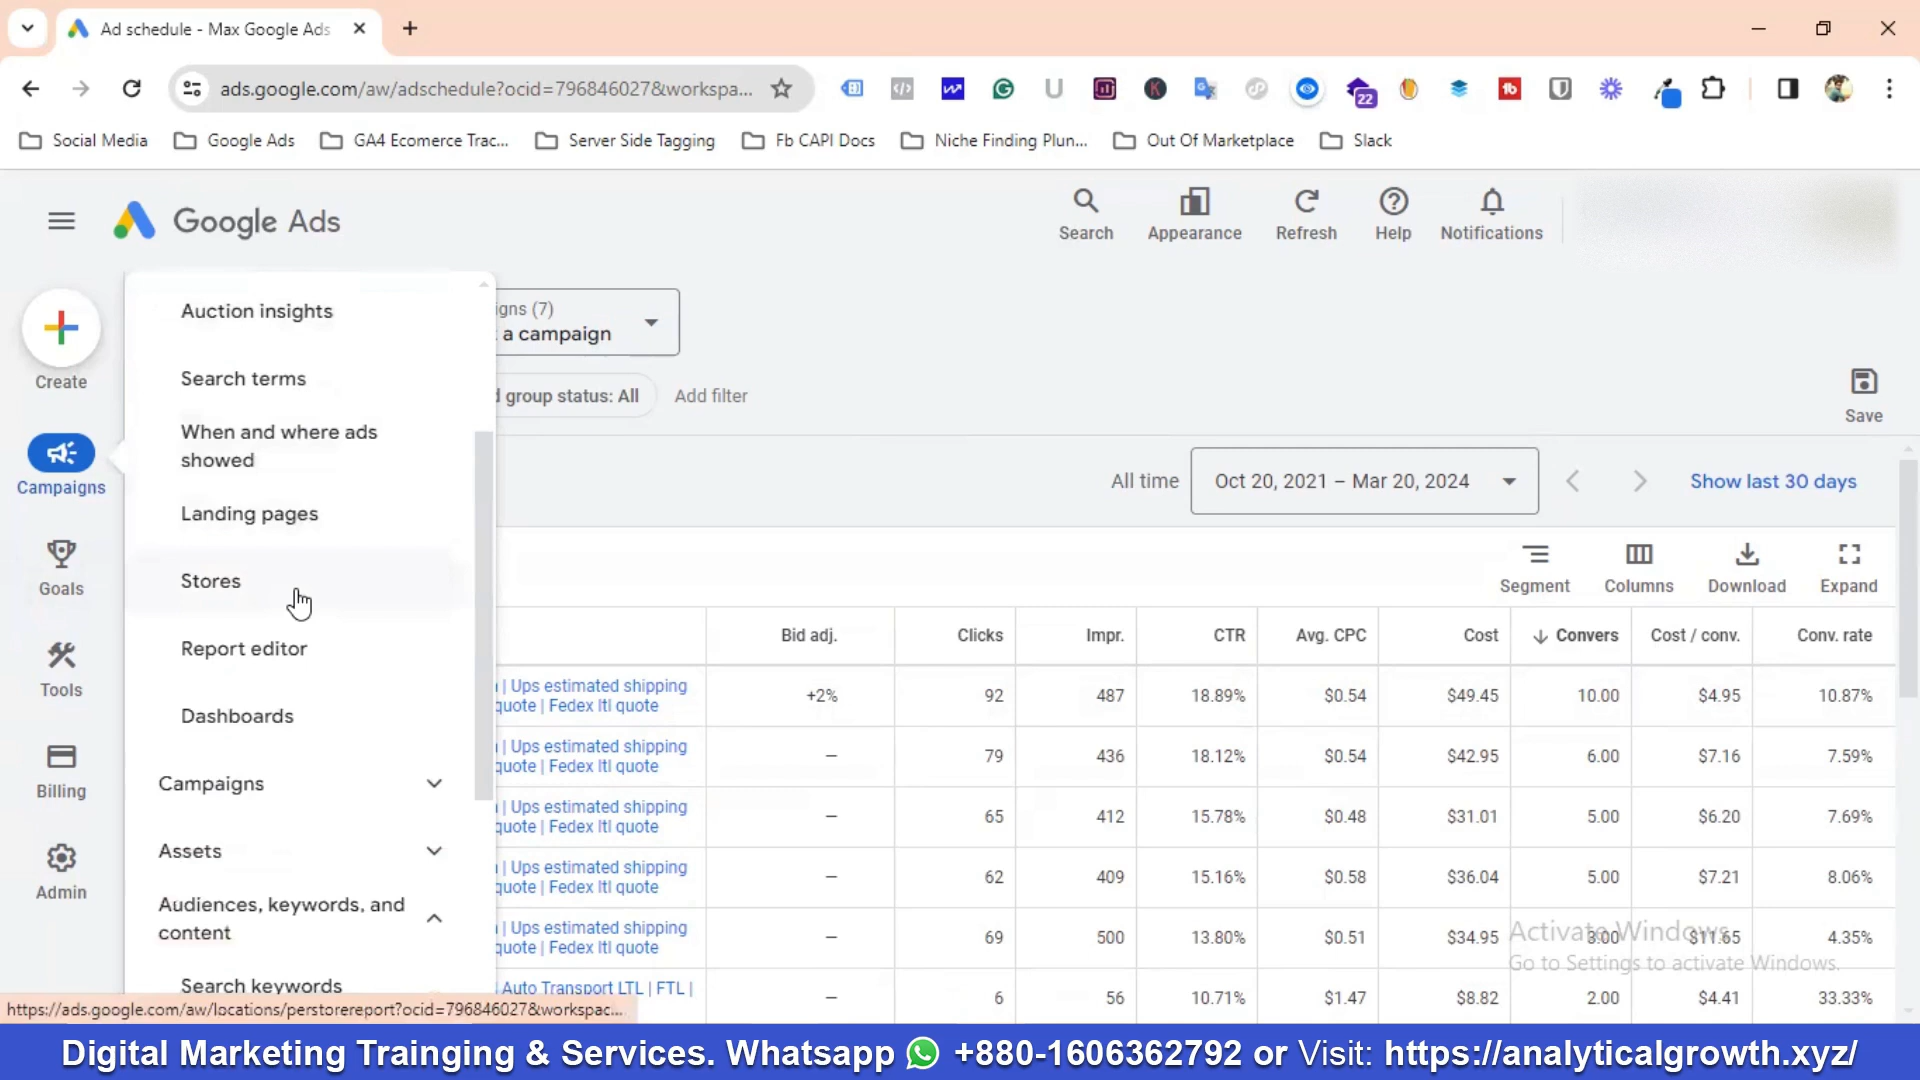 Ad schedule - Max Google Ads
ads.google.com/aw/adschedule?ocid=796846027&workspa...
22
Social Media
Google Ads
GA4 Ecomerce Trac...
Server Side Tagging
Fb CAPI Docs
Niche Finding Plun...
Out Of Marketplace
Slack
Google Ads
Search
Appearance
Refresh
Help
Notifications
Create
Campaigns
Goals
Tools
Billing
Admin
Auction insights
Search terms
When and where ads
showed
Landing pages
Stores
Report editor
Dashboards
Campaigns
Assets
Audiences, keywords, and
content
Search keywords
igns (7)
a campaign
group status: All
Add filter
Save
All time
Oct 20, 2021 – Mar 20, 2024
Show last 30 days
Segment
Columns
Download
Expand
Bid adj. Clicks Impr. CTR Avg. CPC Cost Convers Cost / conv. Conv. rate
| Ups estimated shipping
quote | Fedex ltl quote
+2% 92 487 18.89% $0.54 $49.45 10.00 $4.95 10.87%
| Ups estimated shipping
quote | Fedex ltl quote
— 79 436 18.12% $0.54 $42.95 6.00 $7.16 7.59%
| Ups estimated shipping
quote | Fedex ltl quote
— 65 412 15.78% $0.48 $31.01 5.00 $6.20 7.69%
| Ups estimated shipping
quote | Fedex ltl quote
— 62 409 15.16% $0.58 $36.04 5.00 $7.21 8.06%
| Ups estimated shipping
quote | Fedex ltl quote
— 69 500 13.80% $0.51 $34.95 3.00 $11.65 4.35%
Auto Transport LTL | FTL |
— 6 56 10.71% $1.47 $8.82 2.00 $4.41 33.33%
Activate Windows
Go to Settings to activate Windows.
https://ads.google.com/aw/locations/perstorereport?ocid=796846027&workspac...
Digital Marketing Trainging & Services. Whatsapp +880-1606362792 or Visit: https://analyticalgrowth.xyz/